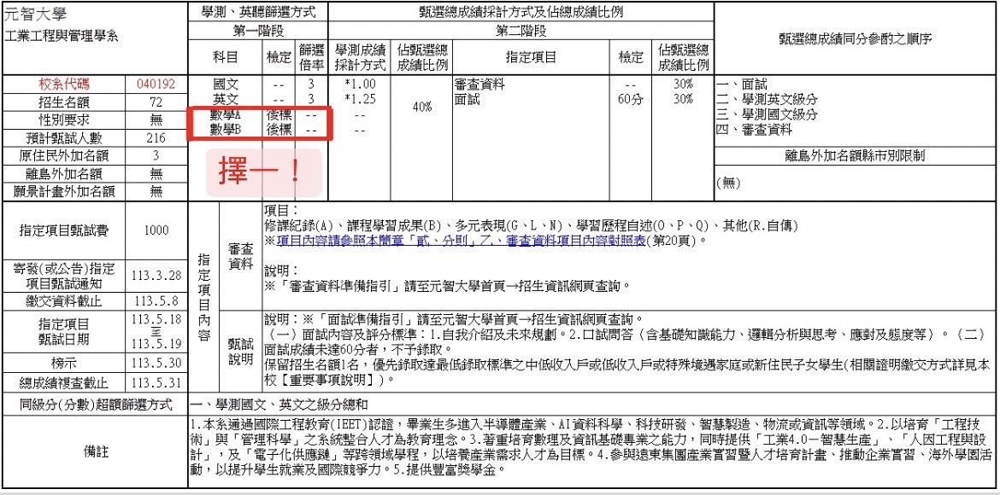 元智大學
工業工程與管理學系
學測、英聽篩選方式
甄選總成績採計方式及佔總成績比例
甄選總成績同分參酌之順序
第一階段
第二階段
科目
檢定
篩選倍率
學測成績採計方式
佔甄選總成績比例
指定項目
檢定
佔甄選總成績比例
校系代碼 040192
招生名額 72
性別要求 無
預計甄試人數 216
原住民外加名額 3
離島外加名額 無
願景計畫外加名額 無
國文 -- 3 *1.00
英文 -- 3 *1.25
數學A 後標 -- --
數學B 後標 -- --
40%
審查資料 -- 30%
面試 60分 30%
擇一！
一、面試
二、學測英文級分
三、學測國文級分
四、審查資料
離島外加名額縣市別限制
(無)
指定項目甄試費 1000
寄發(或公告)指定項目甄試通知 113.3.28
繳交資料截止 113.5.8
指定項目甄試日期 113.5.18 至 113.5.19
榜示 113.5.30
總成績複查截止 113.5.31
指定項目內容
審查資料
項目：
修課紀錄(A)、課程學習成果(B)、多元表現(G、L、N)、學習歷程自述(O、P、Q)、其他(R.自傳)
※項目內容請參照本簡章「貳、分則」乙、審查資料項目內容對照表(第20頁)。
說明：
※「審查資料準備指引」請至元智大學首頁→招生資訊網頁查詢。
甄試說明
說明：※「面試準備指引」請至元智大學首頁→招生資訊網頁查詢。
（一）面試內容及評分標準：1.自我介紹及未來規劃。2.口試問答（含基礎知識能力、邏輯分析與思考、應對及態度等）。（二）
面試成績未達60分者，不予錄取。
保留招生名額1名，優先錄取達最低錄取標準之中低收入戶或低收入戶或特殊境遇家庭或新住民子女學生(相關證明繳交方式詳見本
校【重要事項說明】)。
同級分(分數)超額篩選方式
一、學測國文、英文之級分總和
備註
1.本系通過國際工程教育(IEET)認證，畢業生多進入半導體產業、AI資料科學、科技研發、智慧製造、物流或資訊等領域。2.以培育「工程技
術」與「管理科學」之系統整合人才為教育理念。3.著重培育數理及資訊基礎專業之能力，同時提供「工業4.0－智慧生產」、「人因工程與設
計」，及「電子化供應鏈」等跨領域學程，以培養產業需求人才為目標。4.參與遠東集團產業實習暨人才培育計畫、推動企業實習、海外學園活
動，以提升學生就業及國際競爭力。5.提供豐富獎學金。